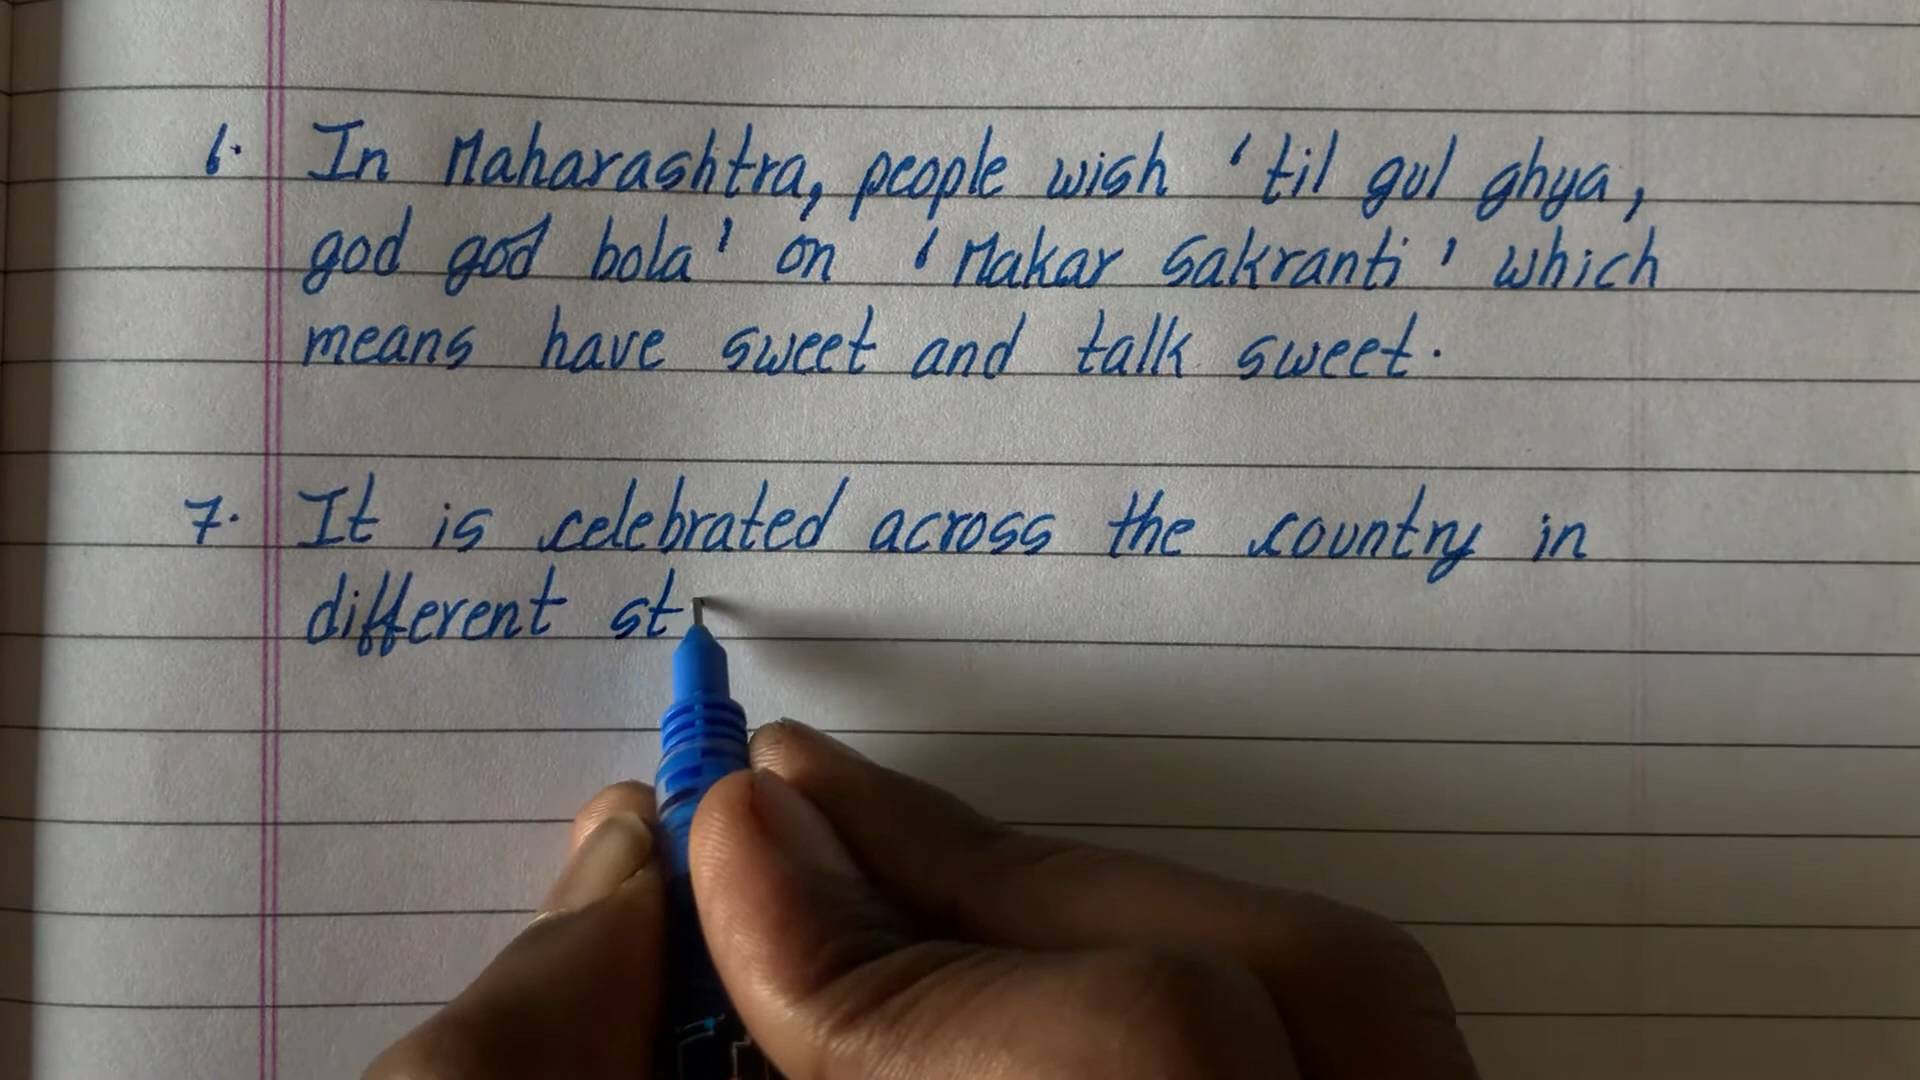 6. In Maharashtra, people wish 'til gul ghya,
god god bola' on 'Makar Sakranti' which
means have sweet and talk sweet.
7. It is celebrated across the country in
different st